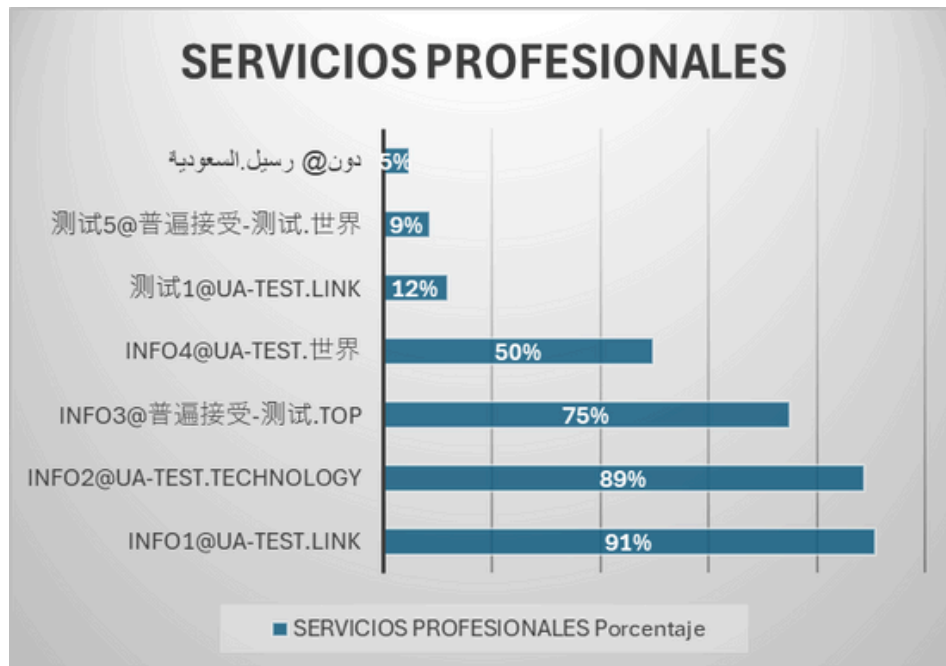 SERVICIOS PROFESIONALES
دون@ رسيل.السعودية
5%
测试5@普遍接受-测试.世界
9%
测试1@UA-TEST.LINK
12%
INFO4@UA-TEST.世界
50%
INFO3@普遍接受-测试.TOP
75%
INFO2@UA-TEST.TECHNOLOGY
89%
INFO1@UA-TEST.LINK
91%
SERVICIOS PROFESIONALES Porcentaje